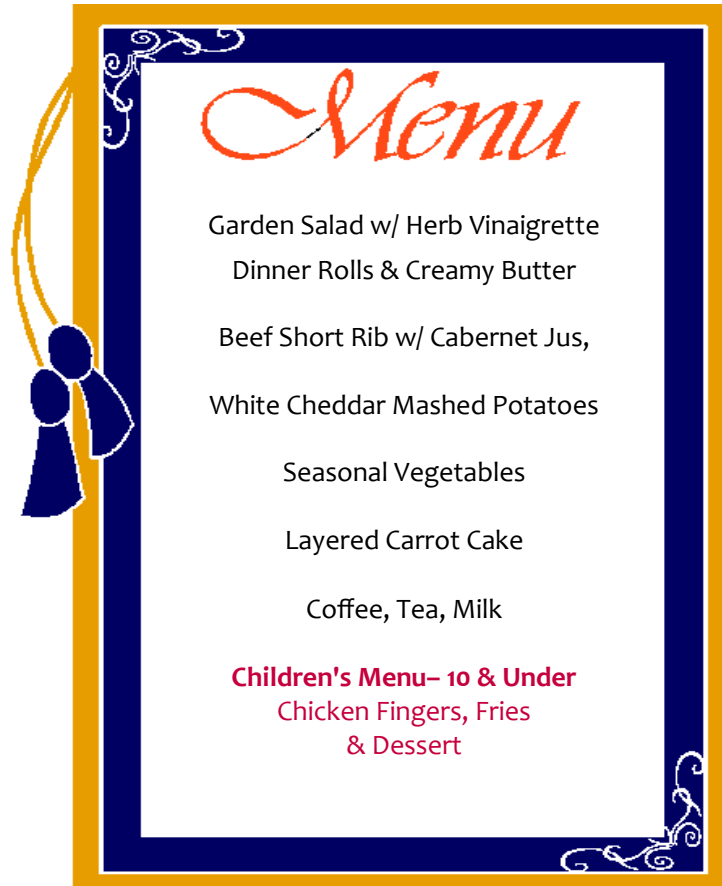 Menu
Garden Salad w/ Herb Vinaigrette
Dinner Rolls & Creamy Butter
Beef Short Rib w/ Cabernet Jus,
White Cheddar Mashed Potatoes
Seasonal Vegetables
Layered Carrot Cake
Coffee, Tea, Milk
Children's Menu– 10 & Under
Chicken Fingers, Fries
& Dessert